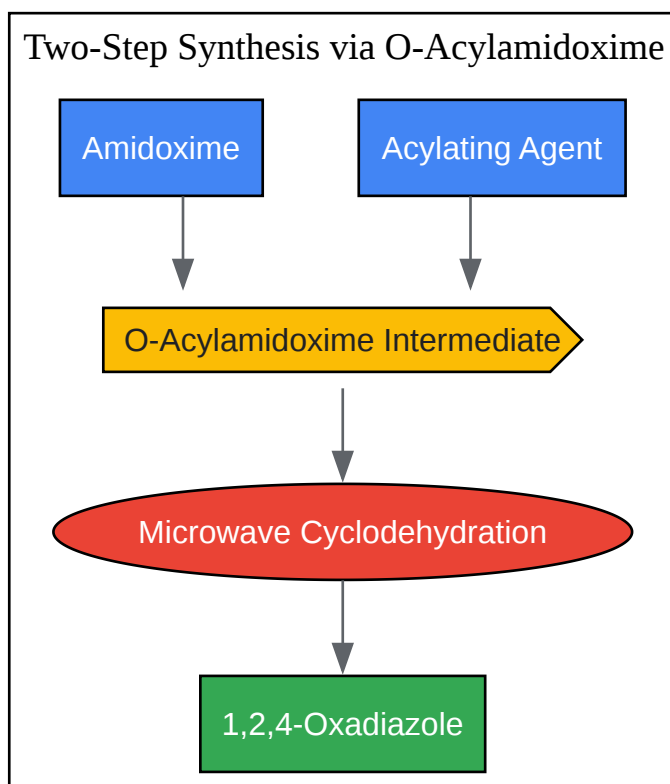 Two-Step Synthesis via O-Acylamidoxime
Amidoxime
Acylating Agent
O-Acylamidoxime Intermediate
Microwave Cyclodehydration
1,2,4-Oxadiazole